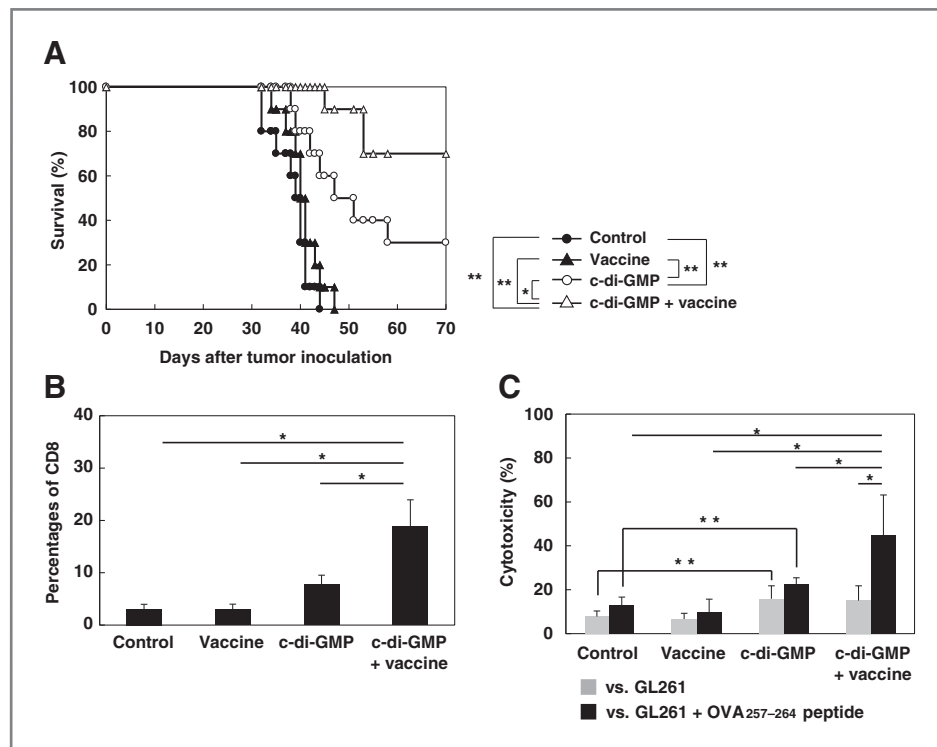 A
Survival (%)
100
80
60
40
20
0
0 10 20 30 40 50 60 70
Days after tumor inoculation
Control
Vaccine
c-di-GMP
c-di-GMP + vaccine
** ** * ** **
B
Percentages of CD8
40
30
20
10
0
* 
*
*
Control Vaccine c-di-GMP c-di-GMP
+ vaccine
C
Cytotoxicity (%)
100
80
60
40
20
0
*
*
*
*
* *
* *
Control Vaccine c-di-GMP c-di-GMP
+ vaccine
vs. GL261
vs. GL261 + OVA257–264 peptide